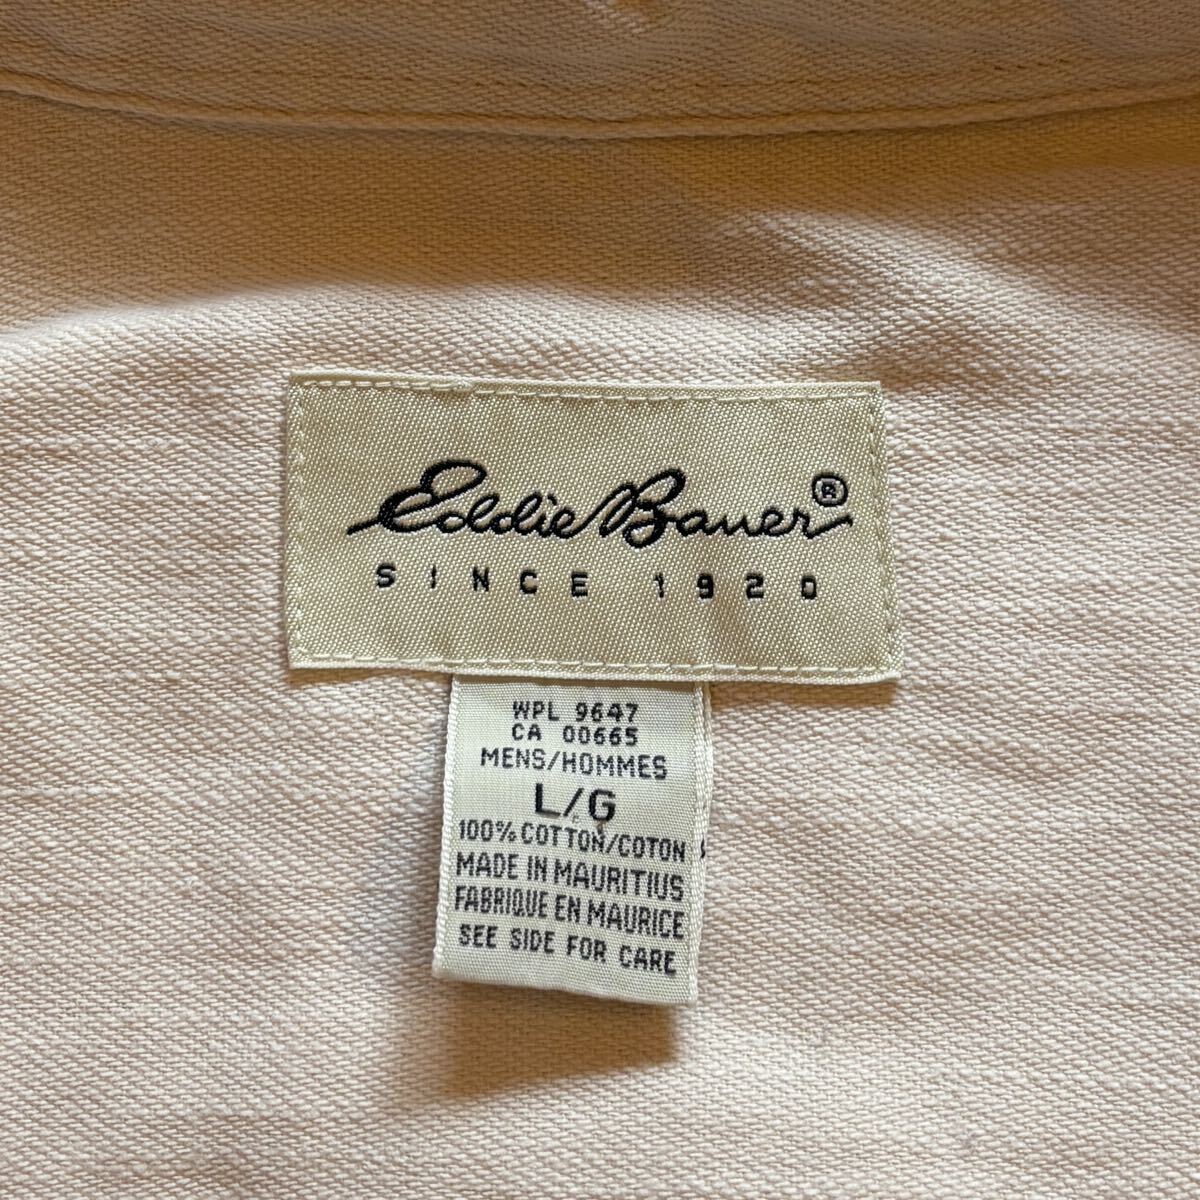 Eddie Bauer®
SINCE 1920
WPL 9647
CA 00665
MENS/HOMMES
L/G
100% COTTON/COTON
MADE IN MAURITIUS
FABRIQUE EN MAURICE
SEE SIDE FOR CARE